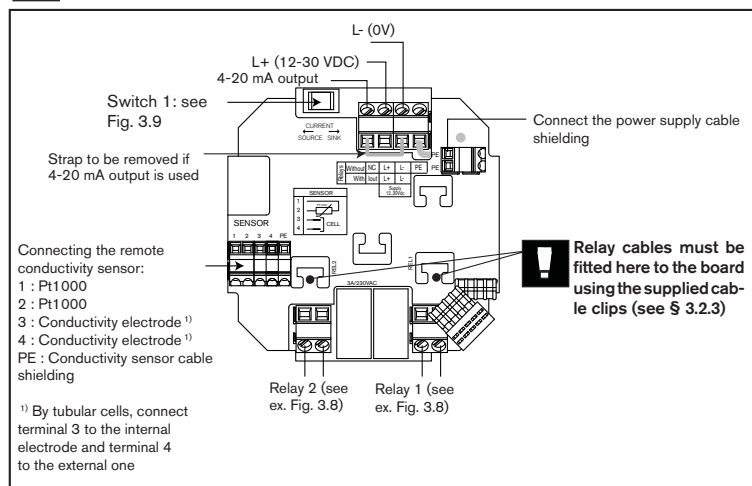 L- (0V)
L+ (12-30 VDC)
4-20 mA output
Switch 1: see
Fig. 3.9
CURRENT
SOURCE SINK
Strap to be removed if
4-20 mA output is used
Connect the power supply cable
shielding
PE
PE
Relays
Without NC L+ L- PE
With Iout L+ L-
Supply
12..30Vdc
SENSOR
1
2
3
4
CELL
SENSOR
1 2 3 4 PE
Connecting the remote
conductivity sensor:
1 : Pt1000
2 : Pt1000
3 : Conductivity electrode 1)
4 : Conductivity electrode 1)
PE : Conductivity sensor cable
shielding
1) By tubular cells, connect
terminal 3 to the internal
electrode and terminal 4
to the external one
REL2
REL1
3A/230VAC
!
Relay cables must be
fitted here to the board
using the supplied cab-
le clips (see § 3.2.3)
Relay 2 (see
ex. Fig. 3.8)
Relay 1 (see
ex. Fig. 3.8)